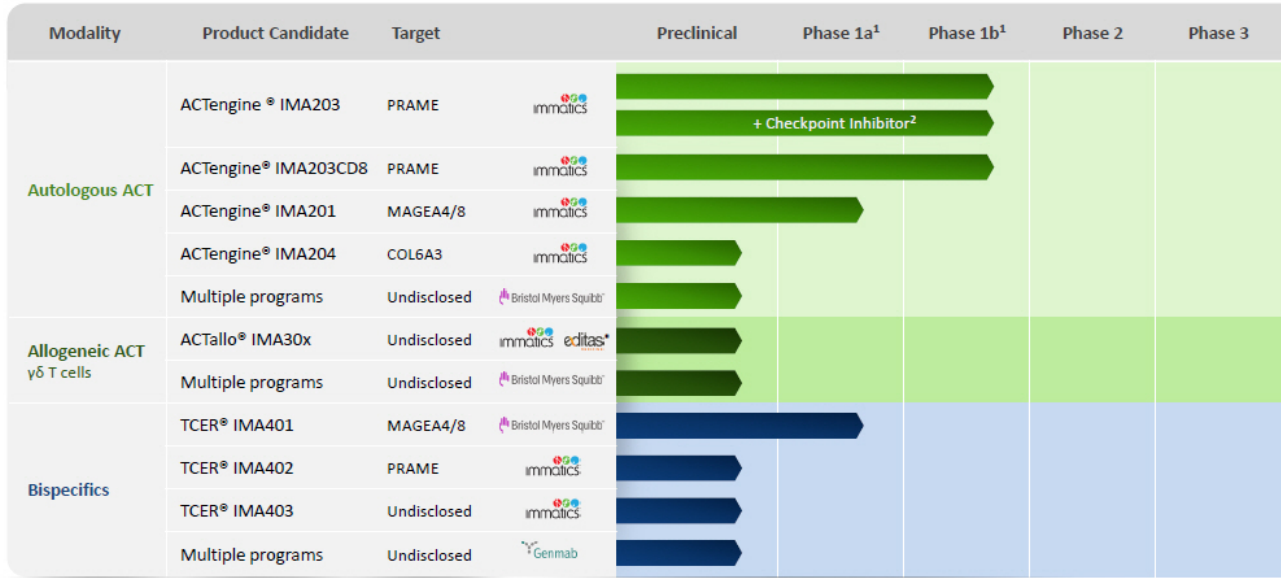 Modality Product Candidate Target Preclinical Phase 1a¹ Phase 1b¹ Phase 2 Phase 3
Autologous ACT
ACTengine ® IMA203 PRAME immatics
+ Checkpoint Inhibitor²
ACTengine® IMA203CD8 PRAME immatics
ACTengine® IMA201 MAGEA4/8 immatics
ACTengine® IMA204 COL6A3 immatics
Multiple programs Undisclosed Bristol Myers Squibb™
Allogeneic ACT
γδ T cells
ACTallo® IMA30x Undisclosed immatics editas*
Multiple programs Undisclosed Bristol Myers Squibb™
Bispecifics
TCER® IMA401 MAGEA4/8 Bristol Myers Squibb™
TCER® IMA402 PRAME immatics
TCER® IMA403 Undisclosed immatics
Multiple programs Undisclosed Genmab